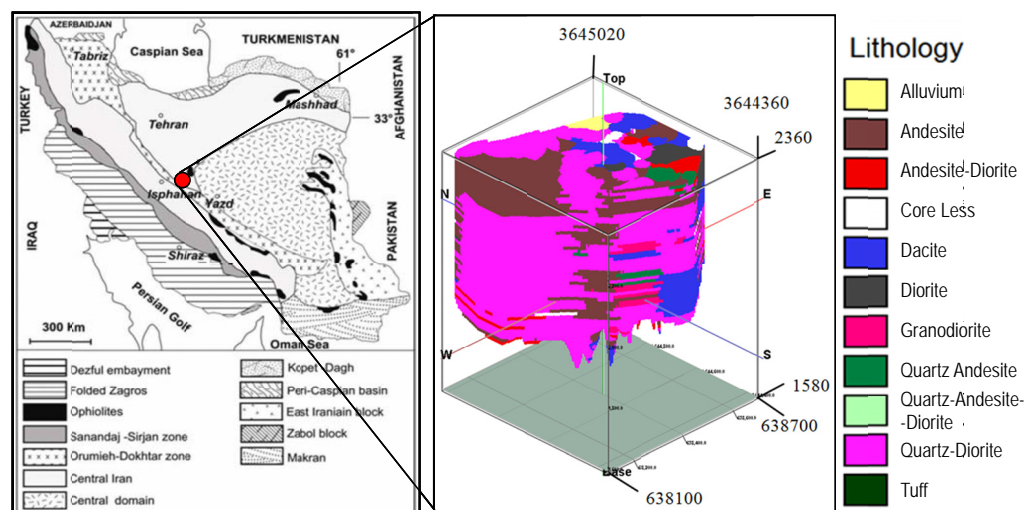 AZERBAIJAN
Caspian Sea
TURKMENISTAN
61°
Tabriz
Mashhad
TURKEY
AFGHANISTAN
33°
Tehran
Isphahan
Yazd
IRAQ
PAKISTAN
Shiraz
Persian Golf
300 Km
Oman Sea
Dezful embayment
Folded Zagros
Ophiolites
Sanandaj -Sirjan zone
Orumieh-Dokhtar zone
Central Iran
Central domain
Kopet-Dagh
Peri-Caspian basin
East Iraniain block
Zabol block
Makran
3645020
Top
3644360
2360
N
E
W
S
1580
638700
Base
638100
Lithology
Alluvium
Andesite
Andesite-Diorite
Core Less
Dacite
Diorite
Granodiorite
Quartz Andesite
Quartz-Andesite-
-Diorite
Quartz-Diorite
Tuff